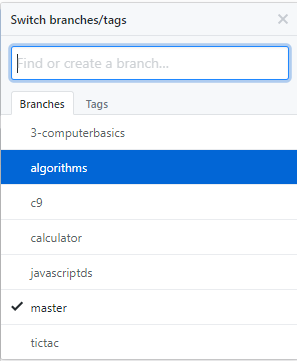 Switch branches/tags
Find or create a branch...
Branches Tags
3-computerbasics
algorithms
c9
calculator
javascriptds
master
tictac